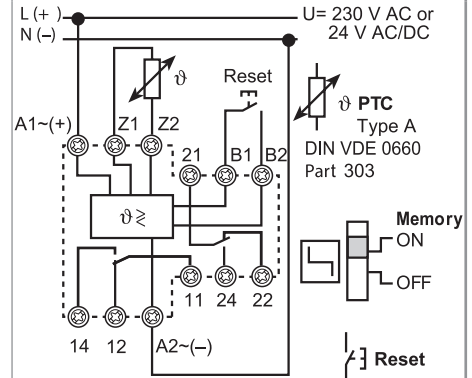 L (+) U= 230 V AC or
N (–) 24 V AC/DC
ϑ
Reset
ϑ PTC
A1~(+) Z1 Z2 Type A
21 B1 B2 DIN VDE 0660
Part 303
ϑ ≷
Memory
ON
OFF
11 24 22
14 12 A2~(–)
Reset